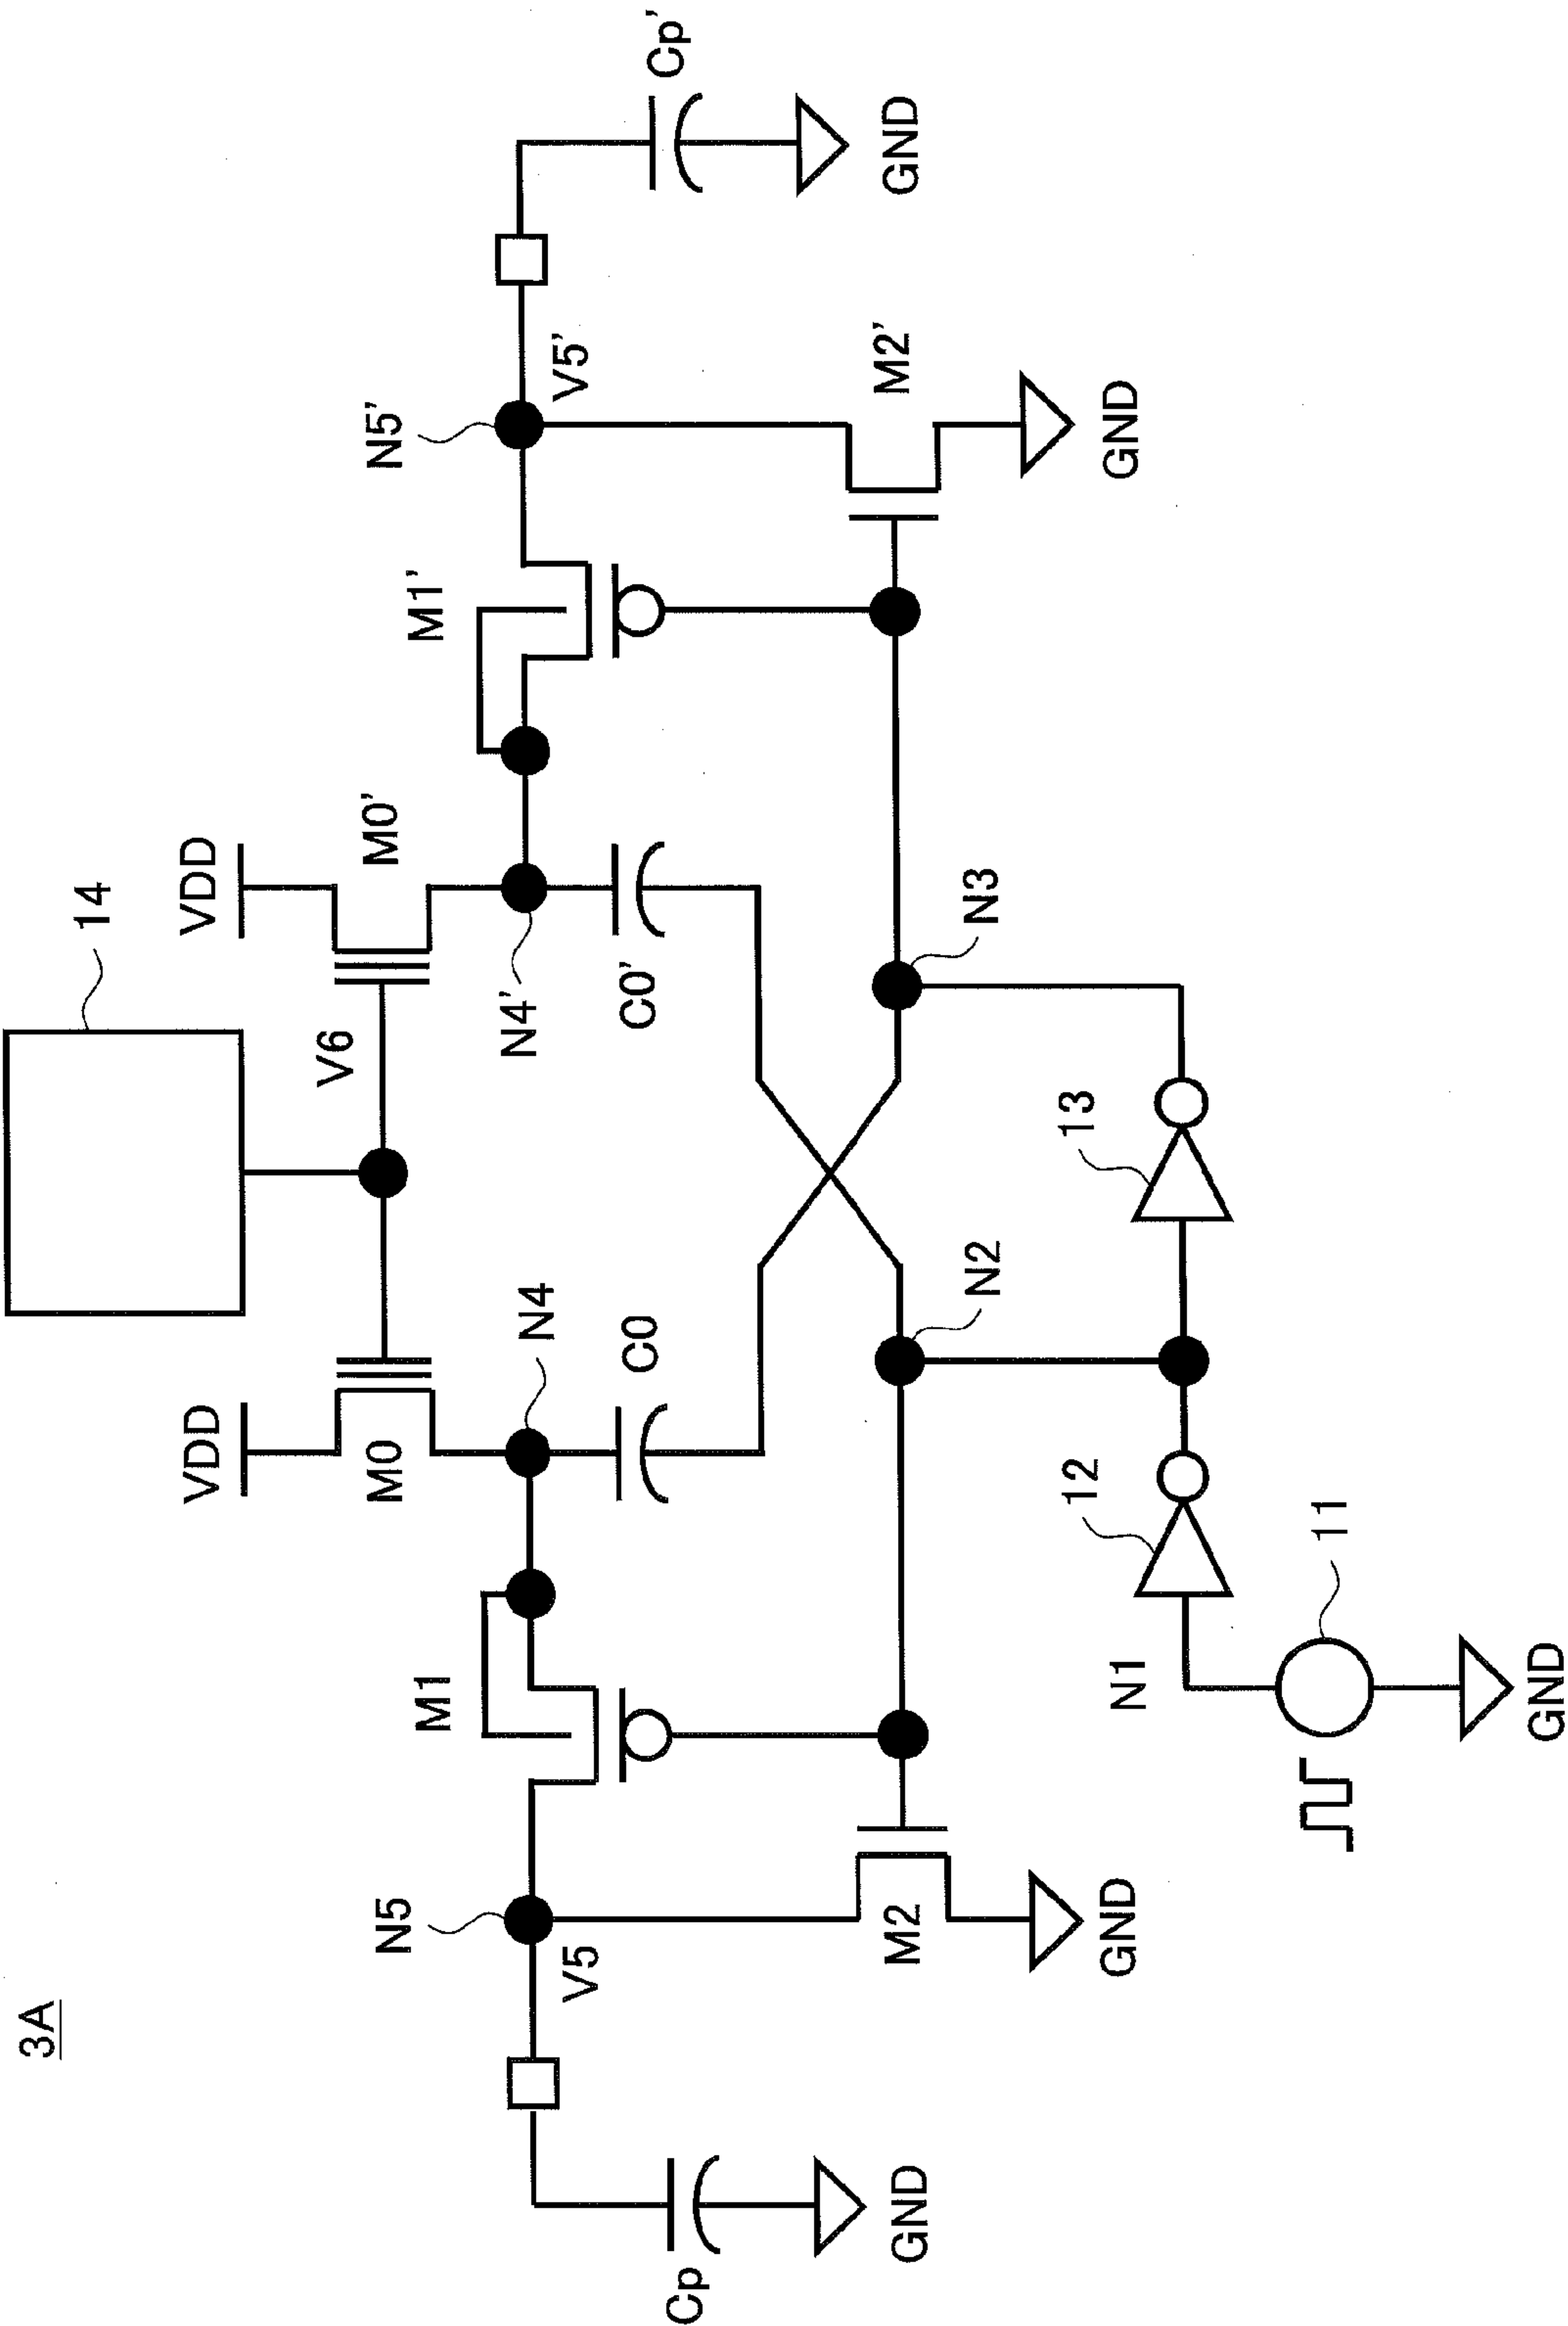 3A
14
VDD
VDD
M0
M0'
V6
N4
N4'
M1
M1'
N5
N5'
V5
V5'
C0
C0'
Cp
Cp'
M2
M2'
GND
GND
N2
N3
GND
GND
12
13
N1
11
GND